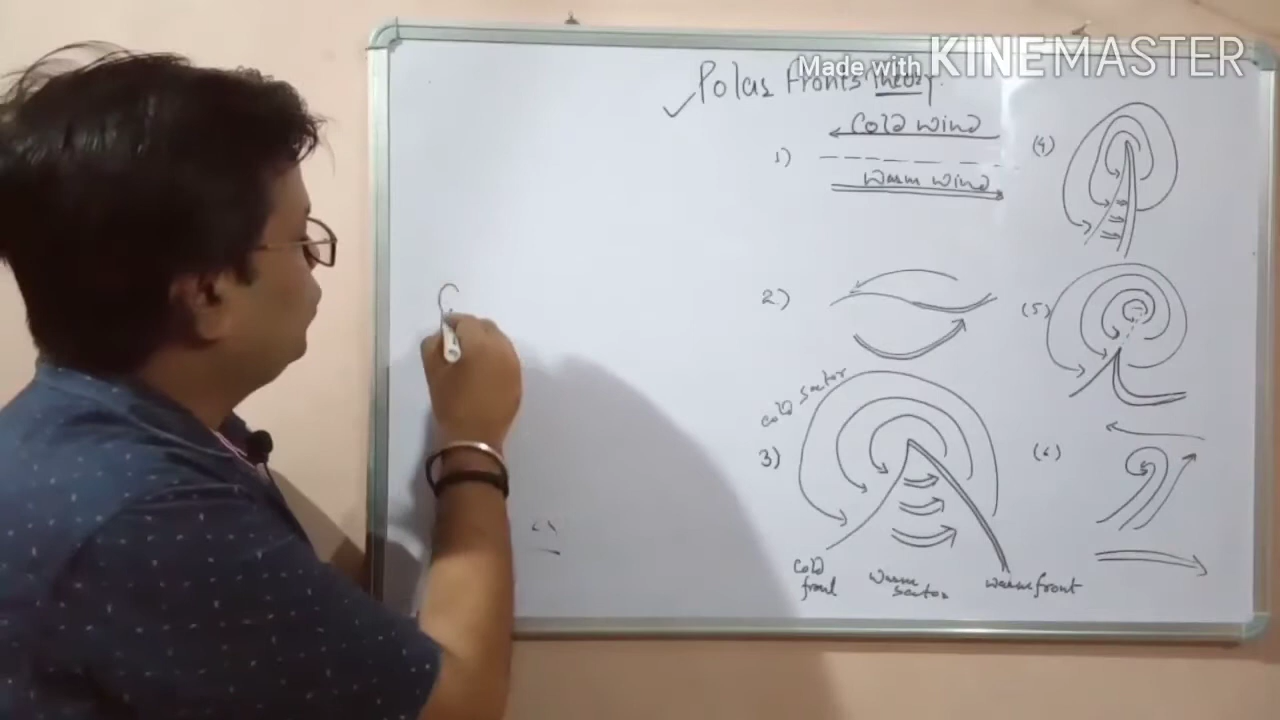 Made with KINEMASTER
Polar Fronts Theory.
1)
Cold wind
Warm wind
2)
3)
cold sector
cold
front
Warm
sector
warm front
(4)
(5)
(6)